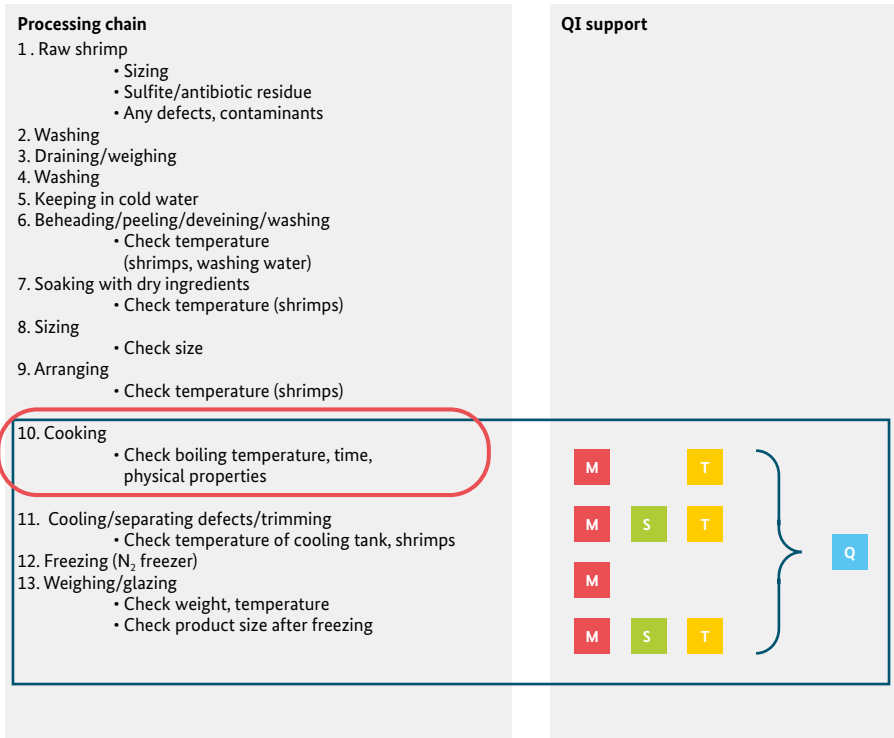 Processing chain
1 . Raw shrimp
• Sizing
• Sulfite/antibiotic residue
• Any defects, contaminants
2. Washing
3. Draining/weighing
4. Washing
5. Keeping in cold water
6. Beheading/peeling/deveining/washing
• Check temperature
(shrimps, washing water)
7. Soaking with dry ingredients
• Check temperature (shrimps)
8. Sizing
• Check size
9. Arranging
• Check temperature (shrimps)
10. Cooking
• Check boiling temperature, time,
physical properties
11. Cooling/separating defects/trimming
• Check temperature of cooling tank, shrimps
12. Freezing (N₂ freezer)
13. Weighing/glazing
• Check weight, temperature
• Check product size after freezing
QI support
M T
M S T
M
M S T
Q